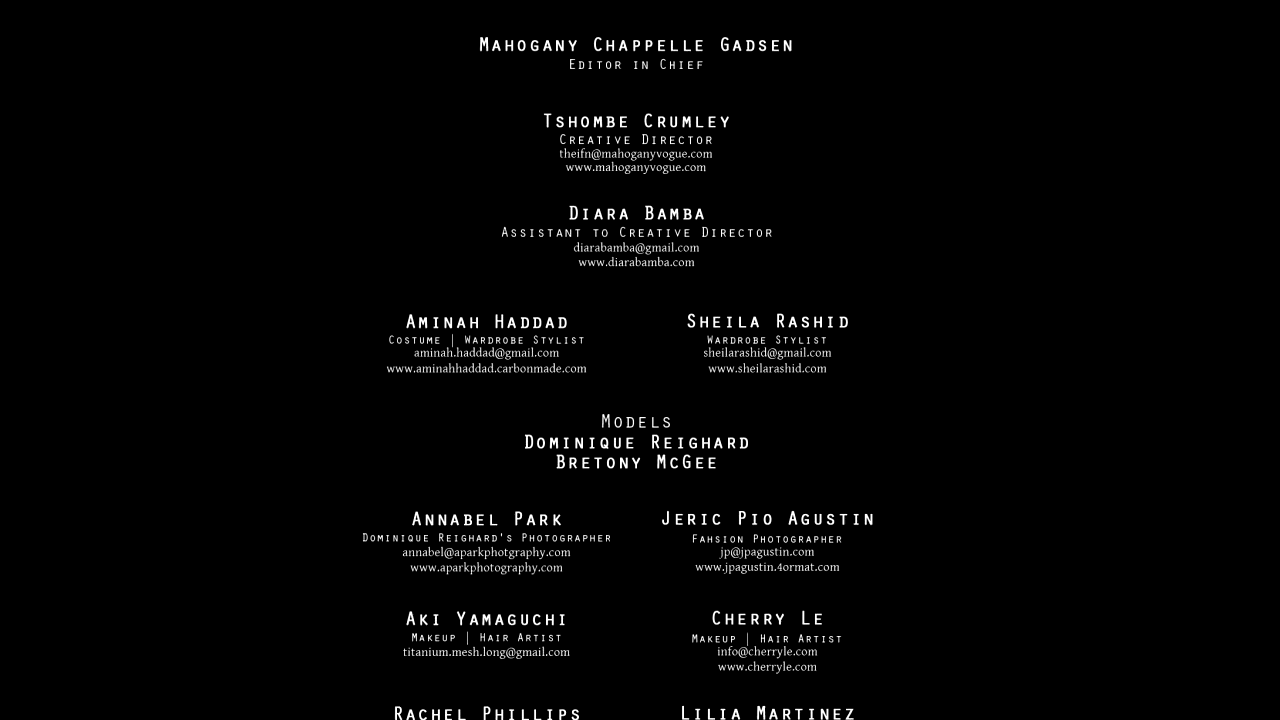 Mahogany Chappelle Gadsen
Editor in Chief
Tshombe Crumley
Creative Director
theifn@mahoganyvogue.com
www.mahoganyvogue.com
Diara Bamba
Assistant to Creative Director
diarabamba@gmail.com
www.diarabamba.com
Aminah Haddad
Costume | Wardrobe Stylist
aminah.haddad@gmail.com
www.aminahhaddad.carbonmade.com
Sheila Rashid
Wardrobe Stylist
sheilarashid@gmail.com
www.sheilarashid.com
Models
Dominique Reighard
Bretony McGee
Annabel Park
Dominique Reighard's Photographer
annabel@aparkphotgraphy.com
www.aparkphotography.com
Jeric Pio Agustin
Fahsion Photographer
jp@jpagustin.com
www.jpagustin.4ormat.com
Aki Yamaguchi
Makeup | Hair Artist
titanium.mesh.long@gmail.com
Cherry Le
Makeup | Hair Artist
info@cherryle.com
www.cherryle.com
Rachel Phillips
Lilia Martinez